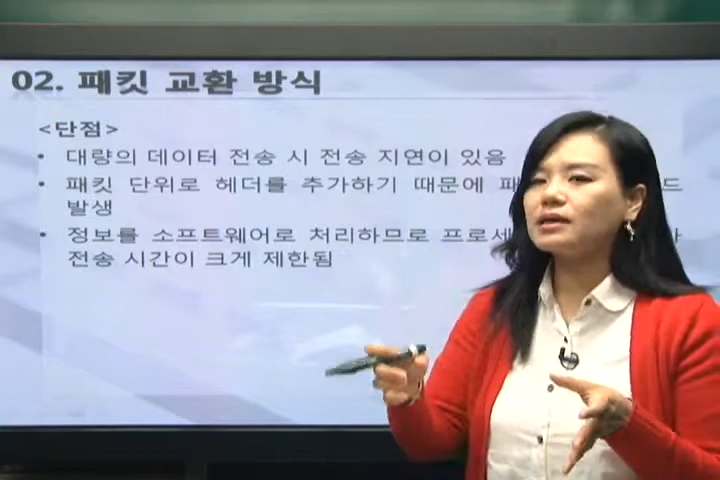 02. 패킷 교환 방식
<단점>
• 대량의 데이터 전송 시 전송 지연이 있음
• 패킷 단위로 헤더를 추가하기 때문에
발생
• 정보를 소프트웨어로 처리하므로
전송 시간이 크게 제한됨